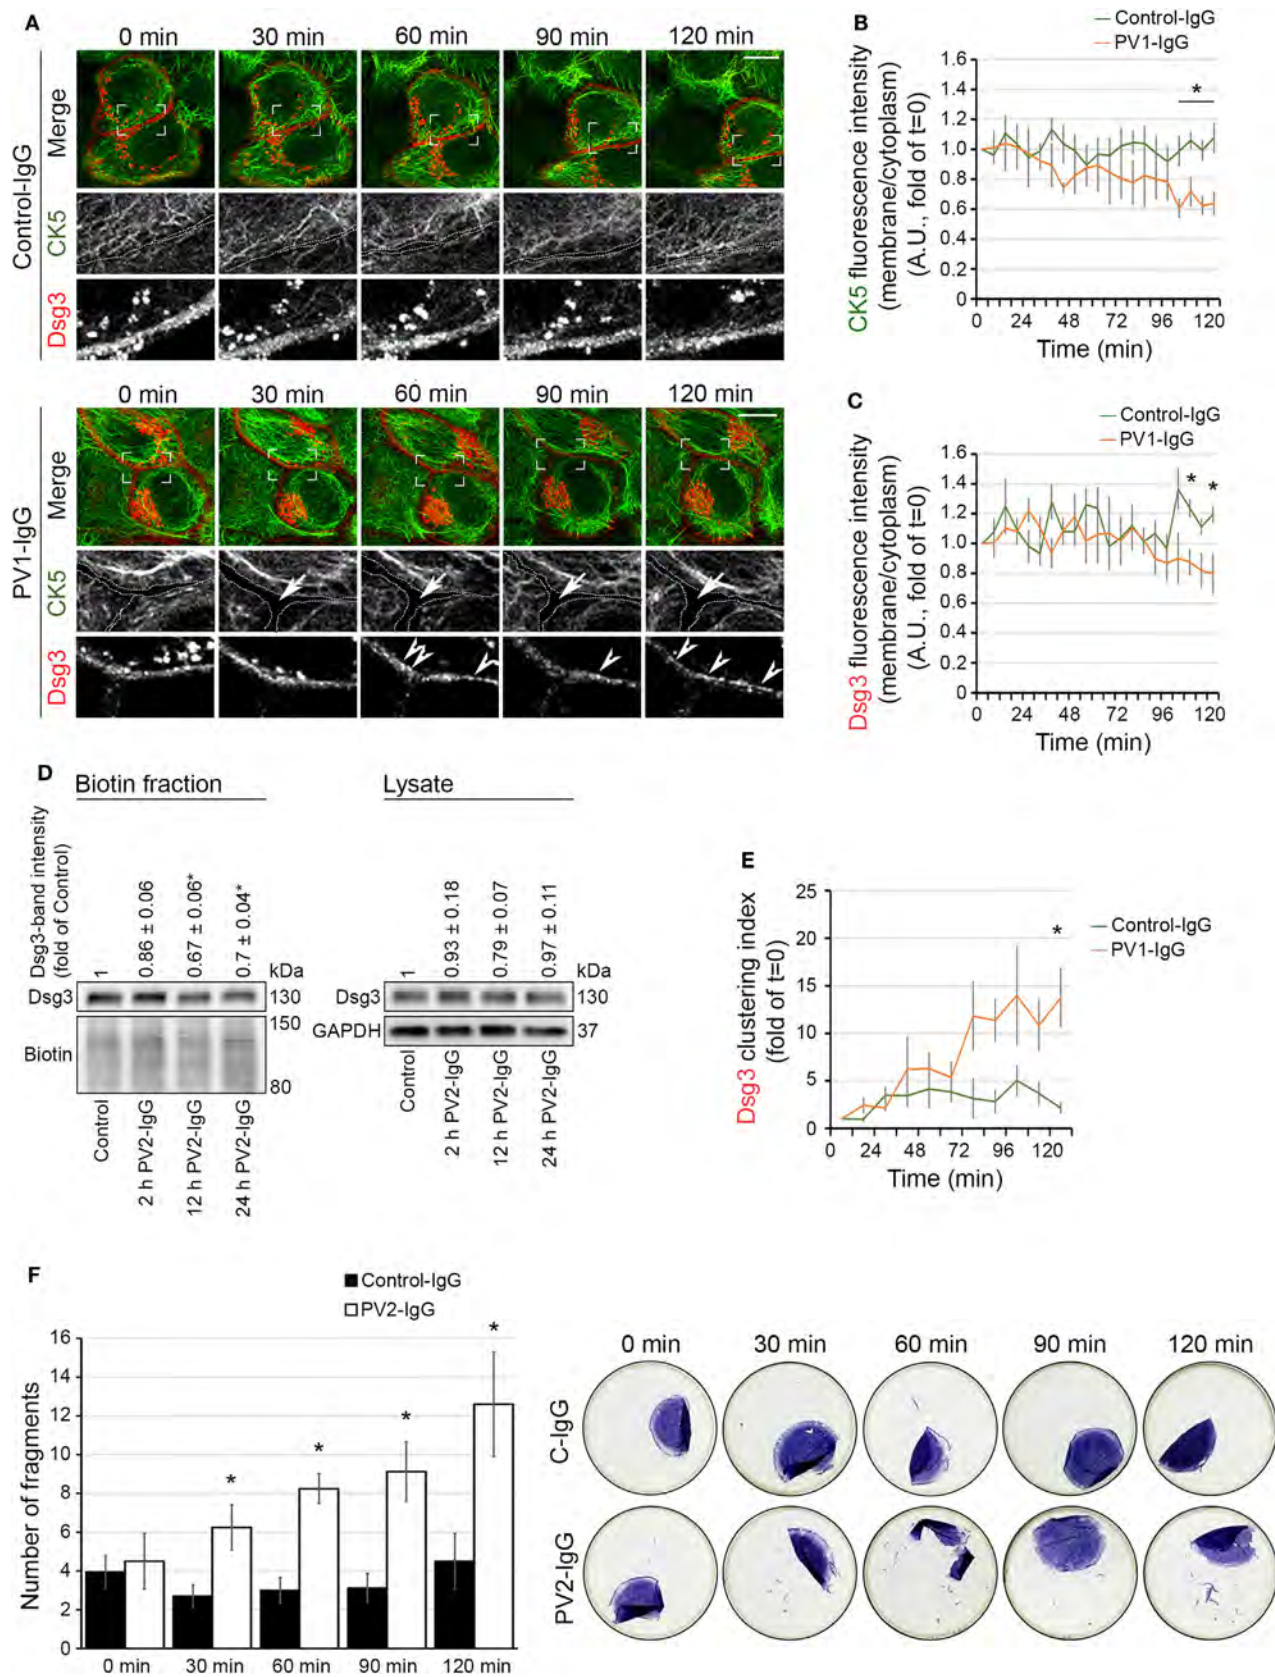 A
0 min 30 min 60 min 90 min 120 min
Control-IgG
Merge
CK5
Dsg3
0 min 30 min 60 min 90 min 120 min
PV1-IgG
Merge
CK5
Dsg3
B
Control-IgG
PV1-IgG
CK5 fluorescence intensity
(membrane/cytoplasm)
(A.U., fold of t=0)
1.6
1.4
1.2
1.0
0.8
0.6
0.4
0.2
0
*
0 24 48 72 96 120
Time (min)
C
Control-IgG
PV1-IgG
Dsg3 fluorescence intensity
(membrane/cytoplasm)
(A.U., fold of t=0)
1.6
1.4
1.2
1.0
0.8
0.6
0.4
0.2
0
* *
0 24 48 72 96 120
Time (min)
D
Biotin fraction
Dsg3-band intensity
(fold of Control)
1
0.86 ± 0.06
0.67 ± 0.06*
0.7 ± 0.04*
kDa
Dsg3 130
150
Biotin
80
Control
2 h PV2-IgG
12 h PV2-IgG
24 h PV2-IgG
Lysate
1
0.93 ± 0.18
0.79 ± 0.07
0.97 ± 0.11
kDa
Dsg3 130
GAPDH 37
Control
2 h PV2-IgG
12 h PV2-IgG
24 h PV2-IgG
E
Dsg3 clustering index
(fold of t=0)
25
20
15
10
5
0
*
Control-IgG
PV1-IgG
0 24 48 72 96 120
Time (min)
F
Control-IgG
PV2-IgG
Number of fragments
16
14
12
10
8
6
4
2
0
* * * *
0 min 30 min 60 min 90 min 120 min
0 min 30 min 60 min 90 min 120 min
C-IgG
PV2-IgG